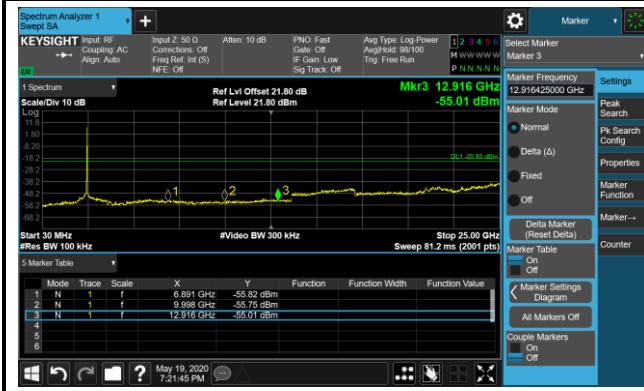 Spectrum Analyzer 1
Swept SA
Marker
KEYSIGHT
Input: RF
Coupling: AC
Align: Auto
Input Z: 50 Ω
Corrections: Off
Freq Ref: Int (S)
NFE: Off
Atten: 10 dB
PNO: Fast
Gate: Off
IF Gain: Low
Sig Track: Off
Avg Type: Log-Power
Avg|Hold: 98/100
Trig: Free Run
1 2 3 4 5 6
M W W W W W
P N N N N N
Select Marker
Marker 3
1 Spectrum
Scale/Div 10 dB
Log
Ref Lvl Offset 21.80 dB
Ref Level 21.80 dBm
Mkr3 12.916 GHz
-55.01 dBm
11.8
1.80
-8.20
-18.2
-28.2
-38.2
-48.2
-58.2
-68.2
DL1 -20.80 dBm
1
2
3
Start 30 MHz
#Res BW 100 kHz
#Video BW 300 kHz
Stop 25.00 GHz
Sweep 81.2 ms (2001 pts)
5 Marker Table
Mode Trace Scale X Y Function Function Width Function Value
1 N 1 f 6.891 GHz -55.82 dBm
2 N 1 f 9.998 GHz -55.75 dBm
3 N 1 f 12.916 GHz -55.01 dBm
4
5
6
Marker Frequency
12.916425000 GHz
Marker Mode
Normal
Delta (Δ)
Fixed
Off
Delta Marker
(Reset Delta)
Marker Table
On
Off
Marker Settings
Diagram
All Markers Off
Couple Markers
On
Off
Settings
Peak
Search
Pk Search
Config
Properties
Marker
Function
Marker→
Counter
May 19, 2020
7:21:45 PM